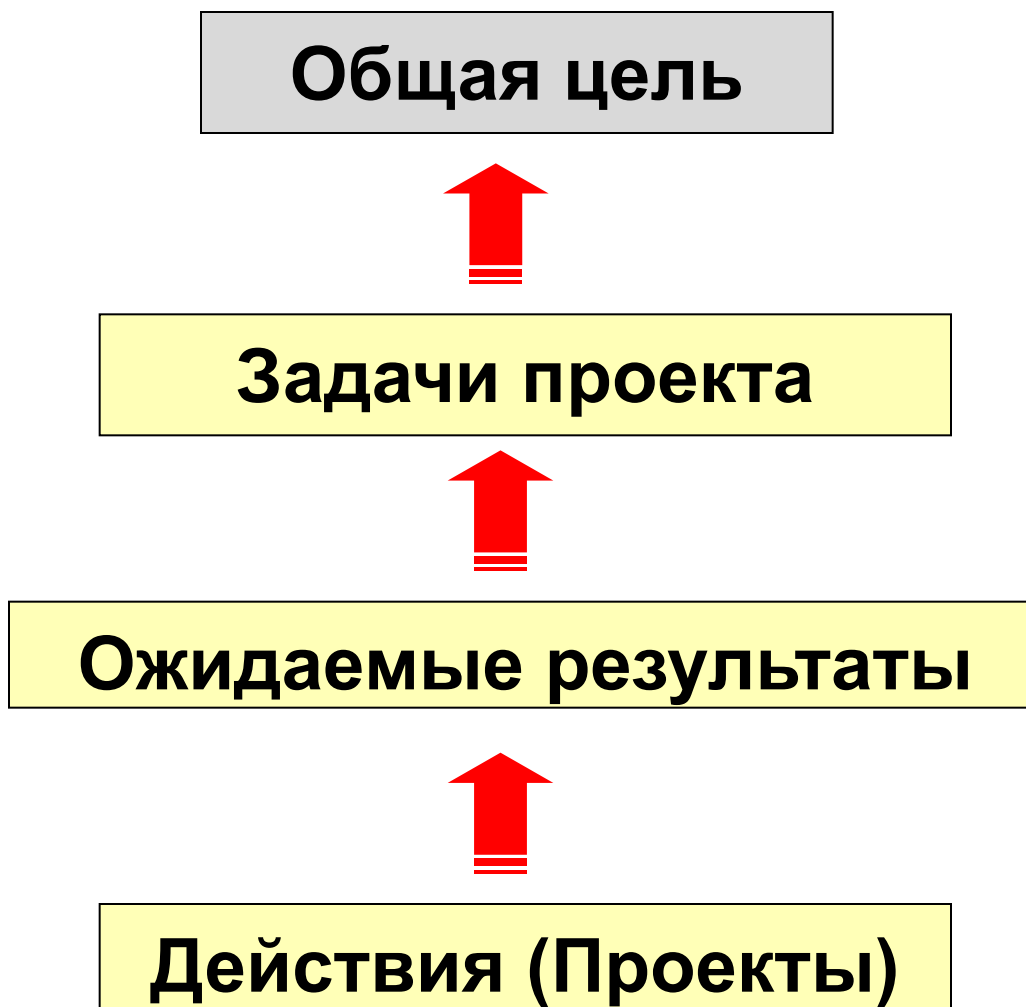 Общая цель
Задачи проекта
Ожидаемые результаты
Действия (Проекты)